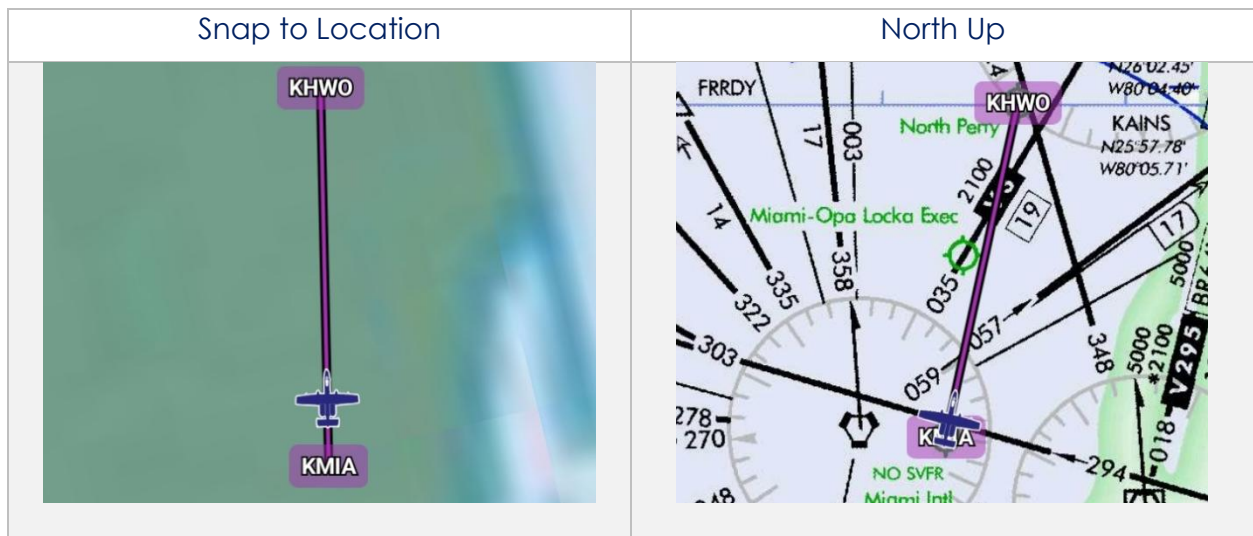 Snap to Location
North Up
KHWO
KMIA
FRRDY
N26°02.45'
W80°04.40'
KHWO
KAINS
N25°57.78'
W80°05.71'
North Perry
17
003
2100
19
14
Miami-Opa Locka Exec
17
335
358
035
5000
322
057
348
303
059
5000
*2100
V295
278
270
KMIA
018
294
NO SVFR
Miami Intl